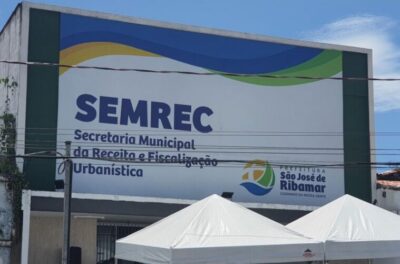 SEMREC
Secretaria Municipal
da Receita e Fiscalização
Urbanística
PREFEITURA
São José de
Ribamar